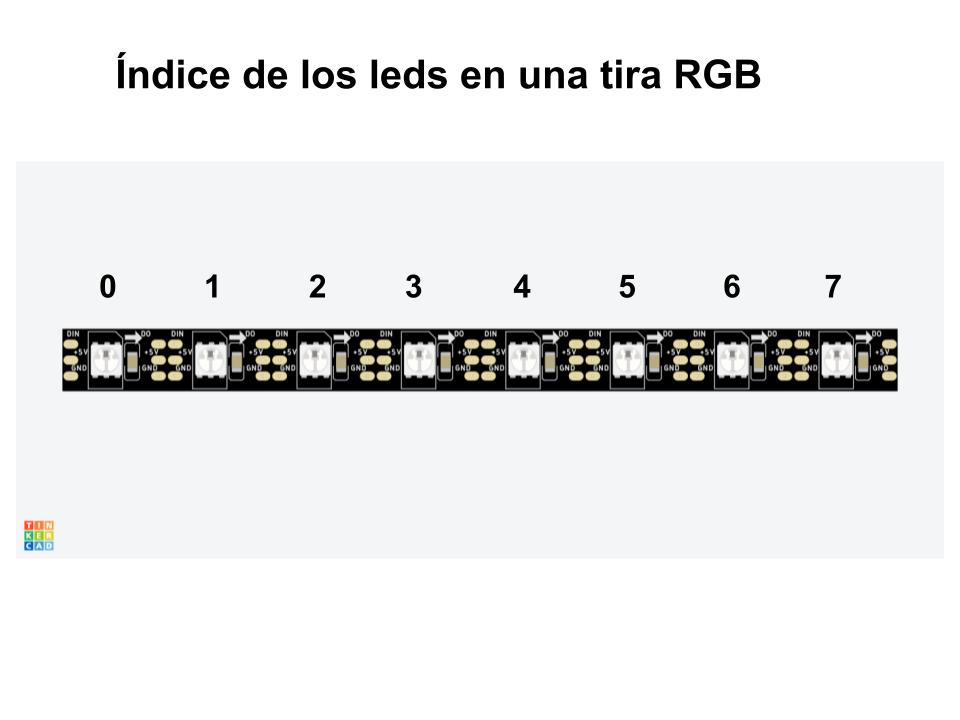 Índice de los leds en una tira RGB
0 1 2 3 4 5 6 7
DIN DO DIN DO DIN DO DIN DO DIN DO DIN DO DIN DO DIN DO
+5V +5V +5V +5V +5V +5V +5V +5V +5V +5V +5V +5V +5V +5V +5V +5V
GND GND GND GND GND GND GND GND GND GND GND GND GND GND GND GND
TIN
KER
CAD